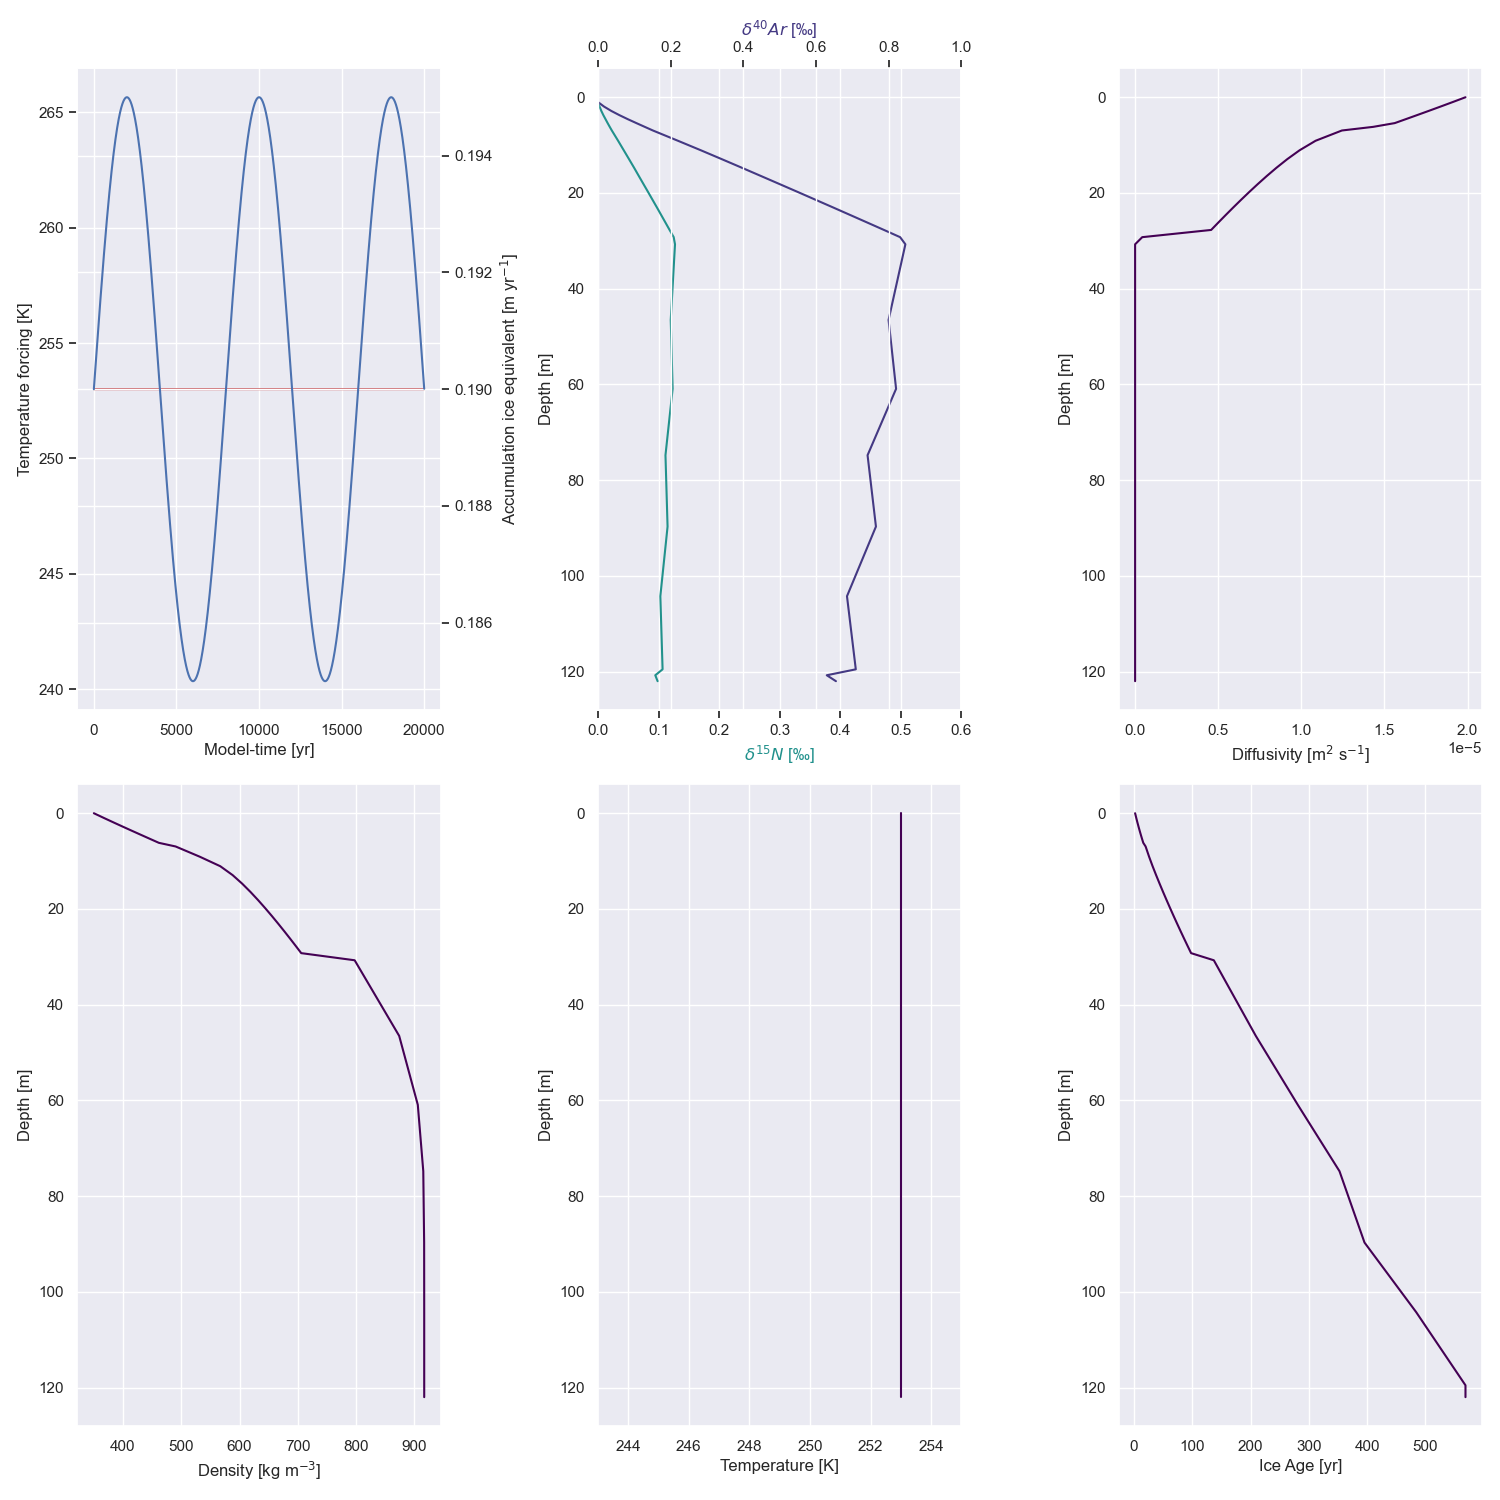 δ⁴⁰Ar [‰]
0.0 0.2 0.4 0.6 0.8 1.0
265
260
255
250
245
240
Temperature forcing [K]
0 5000 10000 15000 20000
Model-time [yr]
0.194
0.192
0.190
0.188
0.186
Accumulation ice equivalent [m yr⁻¹]
0
20
40
60
80
100
120
Depth [m]
0.0 0.1 0.2 0.3 0.4 0.5 0.6
δ¹⁵N [‰]
0
20
40
60
80
100
120
Depth [m]
0.0 0.5 1.0 1.5 2.0
1e−5
Diffusivity [m² s⁻¹]
0
20
40
60
80
100
120
Depth [m]
400 500 600 700 800 900
Density [kg m⁻³]
0
20
40
60
80
100
120
Depth [m]
244 246 248 250 252 254
Temperature [K]
0
20
40
60
80
100
120
Depth [m]
0 100 200 300 400 500
Ice Age [yr]